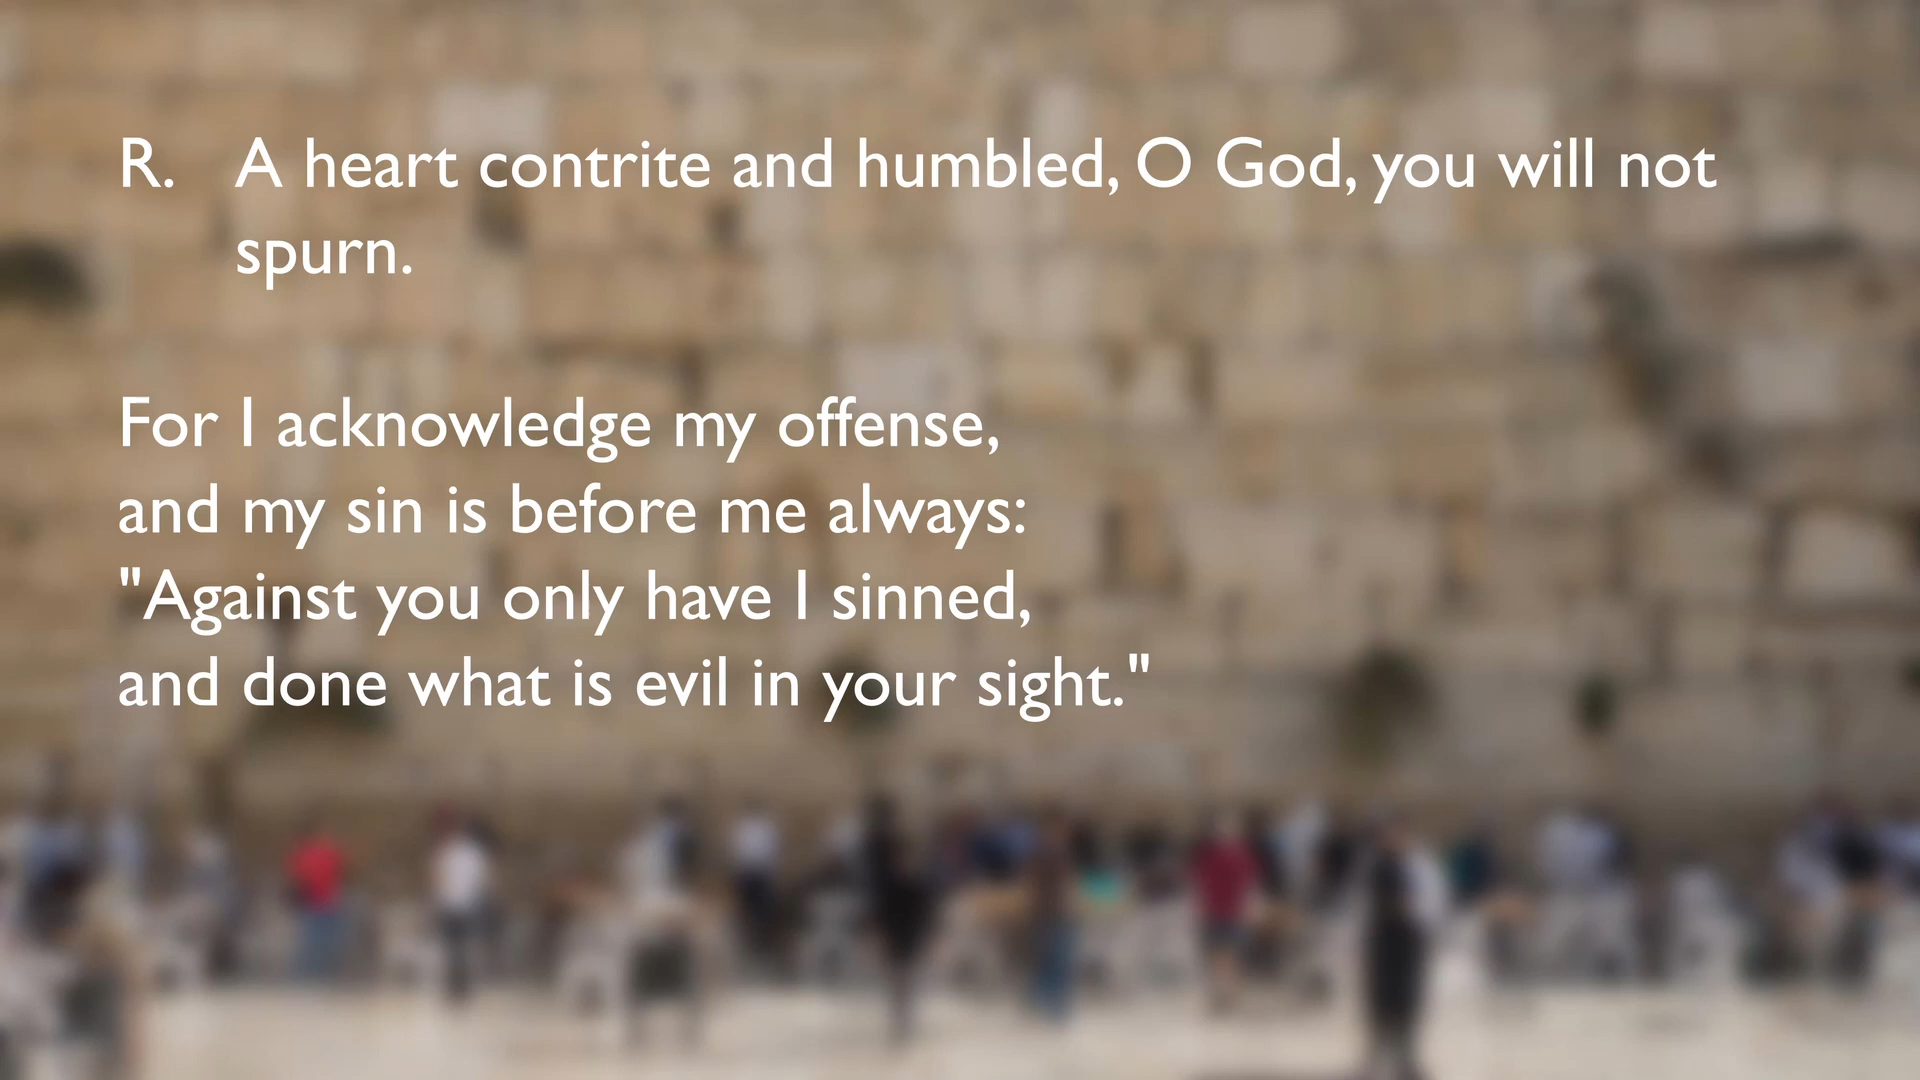 R. A heart contrite and humbled, O God, you will not
spurn.
For I acknowledge my offense,
and my sin is before me always:
"Against you only have I sinned,
and done what is evil in your sight."